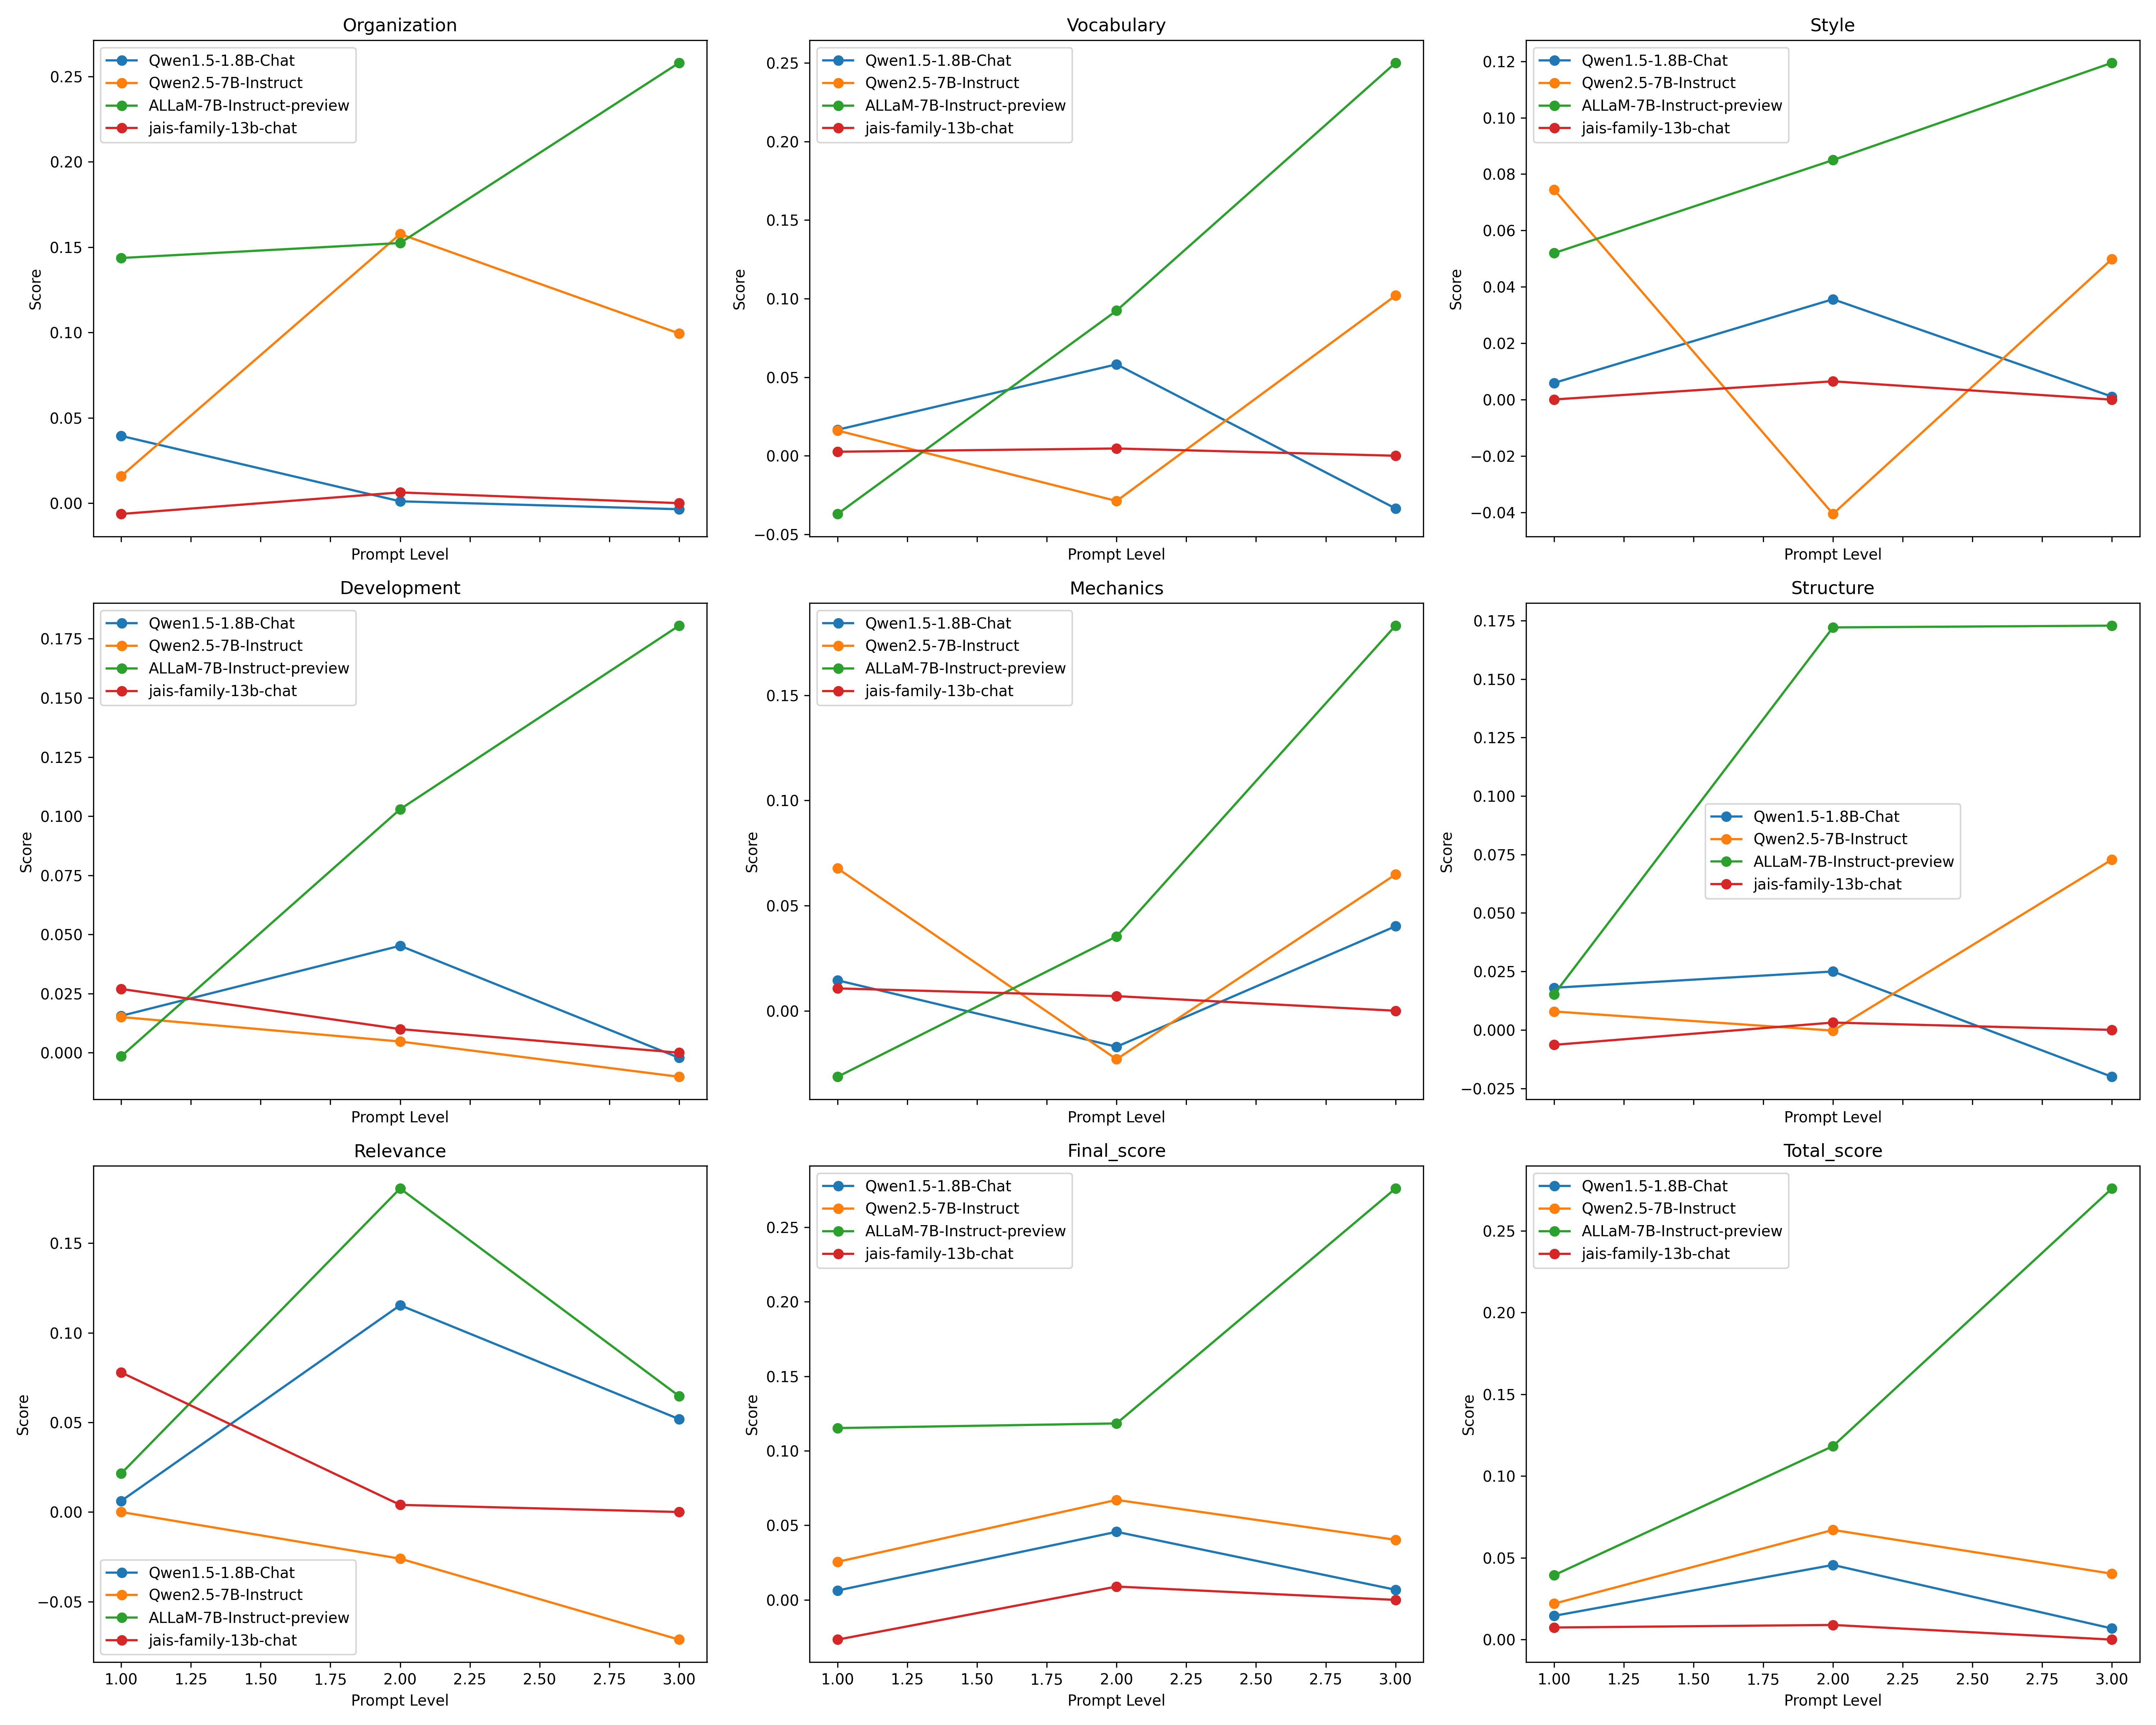 Organization
Qwen1.5-1.8B-Chat
Qwen2.5-7B-Instruct
ALLaM-7B-Instruct-preview
jais-family-13b-chat
0.25
0.20
0.15
0.10
0.05
0.00
Score
Prompt Level
Vocabulary
Qwen1.5-1.8B-Chat
Qwen2.5-7B-Instruct
ALLaM-7B-Instruct-preview
jais-family-13b-chat
0.25
0.20
0.15
0.10
0.05
0.00
−0.05
Score
Prompt Level
Style
Qwen1.5-1.8B-Chat
Qwen2.5-7B-Instruct
ALLaM-7B-Instruct-preview
jais-family-13b-chat
0.12
0.10
0.08
0.06
0.04
0.02
0.00
−0.02
−0.04
Score
Prompt Level
Development
Qwen1.5-1.8B-Chat
Qwen2.5-7B-Instruct
ALLaM-7B-Instruct-preview
jais-family-13b-chat
0.175
0.150
0.125
0.100
0.075
0.050
0.025
0.000
Score
Prompt Level
Mechanics
Qwen1.5-1.8B-Chat
Qwen2.5-7B-Instruct
ALLaM-7B-Instruct-preview
jais-family-13b-chat
0.15
0.10
0.05
0.00
Score
Prompt Level
Structure
Qwen1.5-1.8B-Chat
Qwen2.5-7B-Instruct
ALLaM-7B-Instruct-preview
jais-family-13b-chat
0.175
0.150
0.125
0.100
0.075
0.050
0.025
0.000
−0.025
Score
Prompt Level
Relevance
0.15
0.10
0.05
0.00
−0.05
Score
Qwen1.5-1.8B-Chat
Qwen2.5-7B-Instruct
ALLaM-7B-Instruct-preview
jais-family-13b-chat
1.00 1.25 1.50 1.75 2.00 2.25 2.50 2.75 3.00
Prompt Level
Final_score
Qwen1.5-1.8B-Chat
Qwen2.5-7B-Instruct
ALLaM-7B-Instruct-preview
jais-family-13b-chat
0.25
0.20
0.15
0.10
0.05
0.00
Score
1.00 1.25 1.50 1.75 2.00 2.25 2.50 2.75 3.00
Prompt Level
Total_score
Qwen1.5-1.8B-Chat
Qwen2.5-7B-Instruct
ALLaM-7B-Instruct-preview
jais-family-13b-chat
0.25
0.20
0.15
0.10
0.05
0.00
Score
1.00 1.25 1.50 1.75 2.00 2.25 2.50 2.75 3.00
Prompt Level